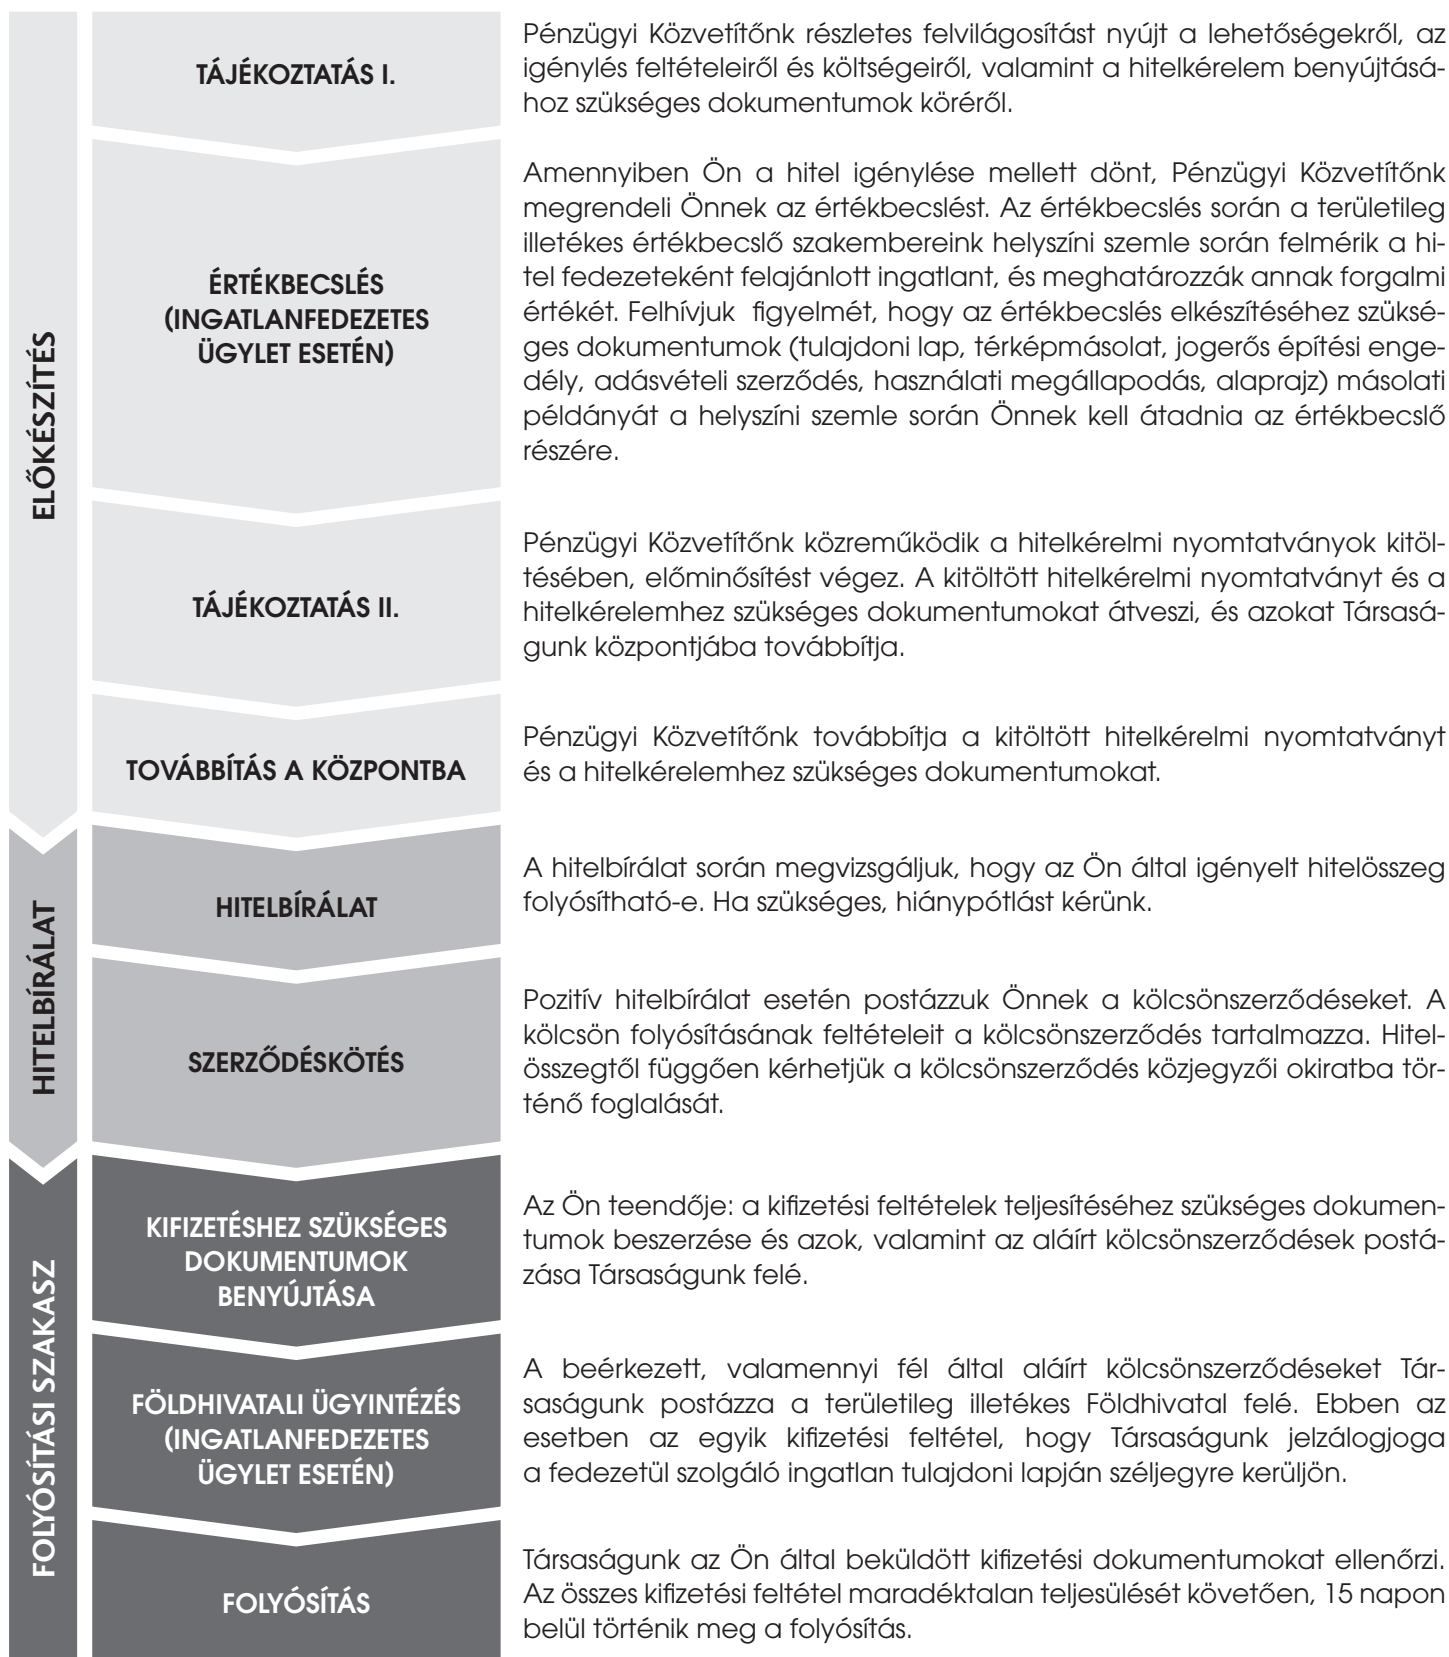 ELŐKÉSZÍTÉS
TÁJÉKOZTATÁS I.
Pénzügyi Közvetítőnk részletes felvilágosítást nyújt a lehetőségekről, az
igénylés feltételeiről és költségeiről, valamint a hitelkérelem benyújtásá-
hoz szükséges dokumentumok köréről.
ÉRTÉKBECSLÉS
(INGATLANFEDEZETES
ÜGYLET ESETÉN)
Amennyiben Ön a hitel igénylése mellett dönt, Pénzügyi Közvetítőnk
megrendeli Önnek az értékbecslést. Az értékbecslés során a területileg
illetékes értékbecslő szakembereink helyszíni szemle során felmérik a hi-
tel fedezeteként felajánlott ingatlant, és meghatározzák annak forgalmi
értékét. Felhívjuk figyelmét, hogy az értékbecslés elkészítéséhez szüksé-
ges dokumentumok (tulajdoni lap, térképmásolat, jogerős építési enge-
dély, adásvételi szerződés, használati megállapodás, alaprajz) másolati
példányát a helyszíni szemle során Önnek kell átadnia az értékbecslő
részére.
TÁJÉKOZTATÁS II.
Pénzügyi Közvetítőnk közreműködik a hitelkérelmi nyomtatványok kitöl-
tésében, előminősítést végez. A kitöltött hitelkérelmi nyomtatványt és a
hitelkérelemhez szükséges dokumentumokat átveszi, és azokat Társasá-
gunk központjába továbbítja.
TOVÁBBÍTÁS A KÖZPONTBA
Pénzügyi Közvetítőnk továbbítja a kitöltött hitelkérelmi nyomtatványt
és a hitelkérelemhez szükséges dokumentumokat.
HITELBÍRÁLAT
HITELBÍRÁLAT
A hitelbírálat során megvizsgáljuk, hogy az Ön által igényelt hitelösszeg
folyósítható-e. Ha szükséges, hiánypótlást kérünk.
SZERZŐDÉSKÖTÉS
Pozitív hitelbírálat esetén postázzuk Önnek a kölcsönszerződéseket. A
kölcsön folyósításának feltételeit a kölcsönszerződés tartalmazza. Hitel-
összegtől függően kérhetjük a kölcsönszerződés közjegyzői okiratba tör-
ténő foglalását.
FOLYÓSÍTÁSI SZAKASZ
KIFIZETÉSHEZ SZÜKSÉGES
DOKUMENTUMOK
BENYÚJTÁSA
Az Ön teendője: a kifizetési feltételek teljesítéséhez szükséges dokumen-
tumok beszerzése és azok, valamint az aláírt kölcsönszerződések postá-
zása Társaságunk felé.
FÖLDHIVATALI ÜGYINTÉZÉS
(INGATLANFEDEZETES
ÜGYLET ESETÉN)
A beérkezett, valamennyi fél által aláírt kölcsönszerződéseket Tár-
saságunk postázza a területileg illetékes Földhivatal felé. Ebben az
esetben az egyik kifizetési feltétel, hogy Társaságunk jelzálogjoga
a fedezetül szolgáló ingatlan tulajdoni lapján széljegyre kerüljön.
FOLYÓSÍTÁS
Társaságunk az Ön által beküldött kifizetési dokumentumokat ellenőrzi.
Az összes kifizetési feltétel maradéktalan teljesülését követően, 15 napon
belül történik meg a folyósítás.